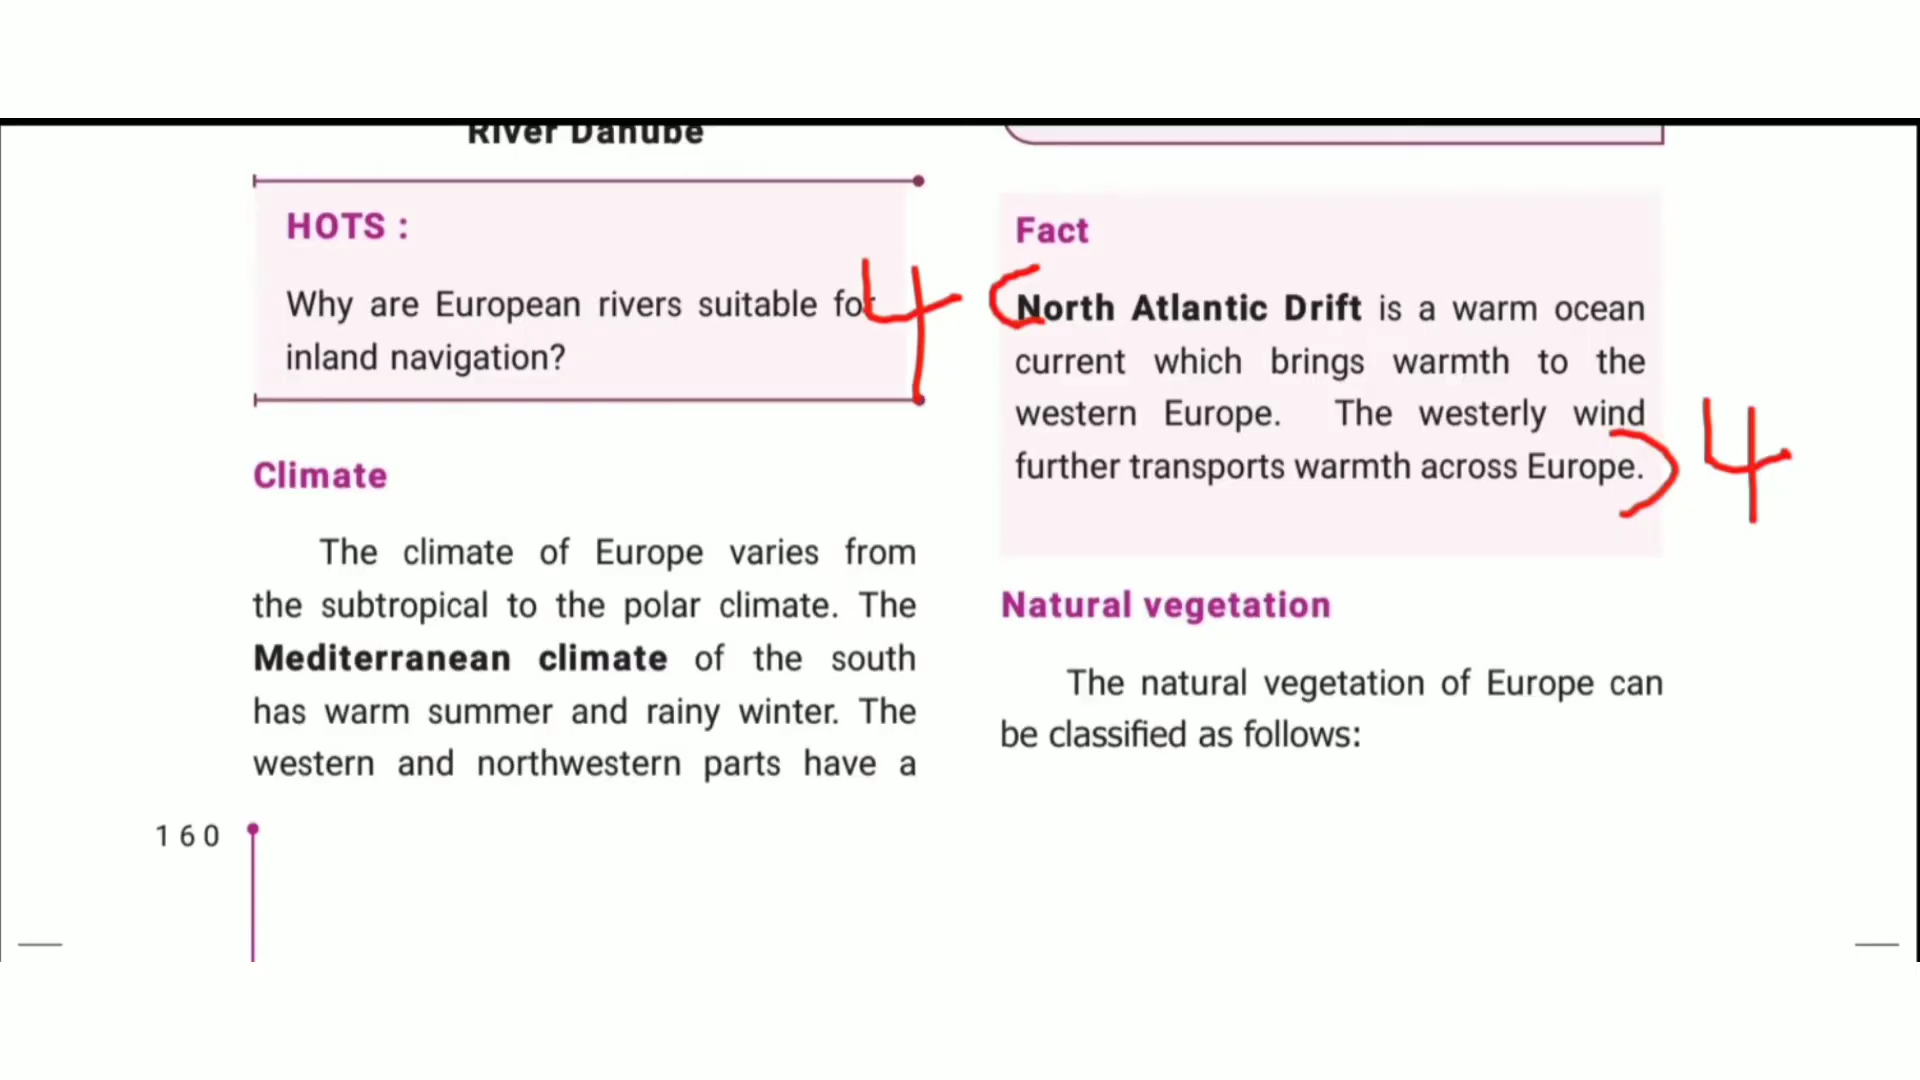 River Danube
HOTS :
Why are European rivers suitable for
inland navigation?
Climate
The climate of Europe varies from
the subtropical to the polar climate. The
Mediterranean climate of the south
has warm summer and rainy winter. The
western and northwestern parts have a
160
4
Fact
North Atlantic Drift is a warm ocean
current which brings warmth to the
western Europe. The westerly wind
further transports warmth across Europe.
4
Natural vegetation
The natural vegetation of Europe can
be classified as follows: